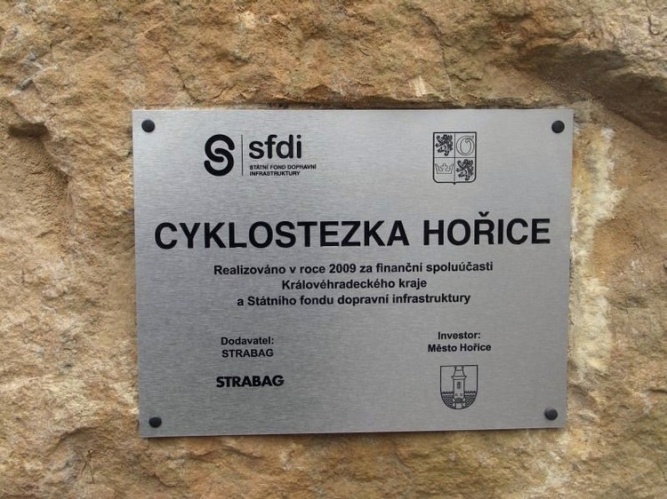 sfdi
STÁTNÍ FOND DOPRAVNÍ
INFRASTRUKTURY
CYKLOSTEZKA HOŘICE
Realizováno v roce 2009 za finanční spoluúčasti
Královéhradeckého kraje
a Státního fondu dopravní infrastruktury
Dodavatel:
STRABAG
STRABAG
Investor:
Město Hořice